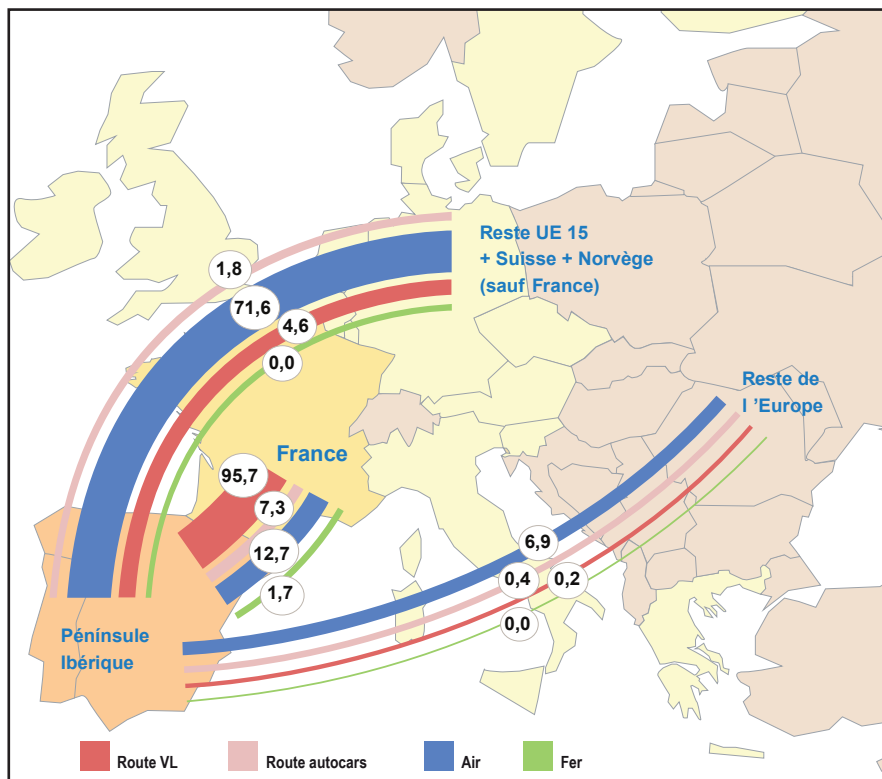 Reste UE 15
+ Suisse + Norvège
(sauf France)
1,8
71,6
4,6
0,0
Reste de
l ’Europe
France
95,7
7,3
12,7
1,7
6,9
0,4
0,2
0,0
Pénínsule
Ibérique
Route VL
Route autocars
Air
Fer